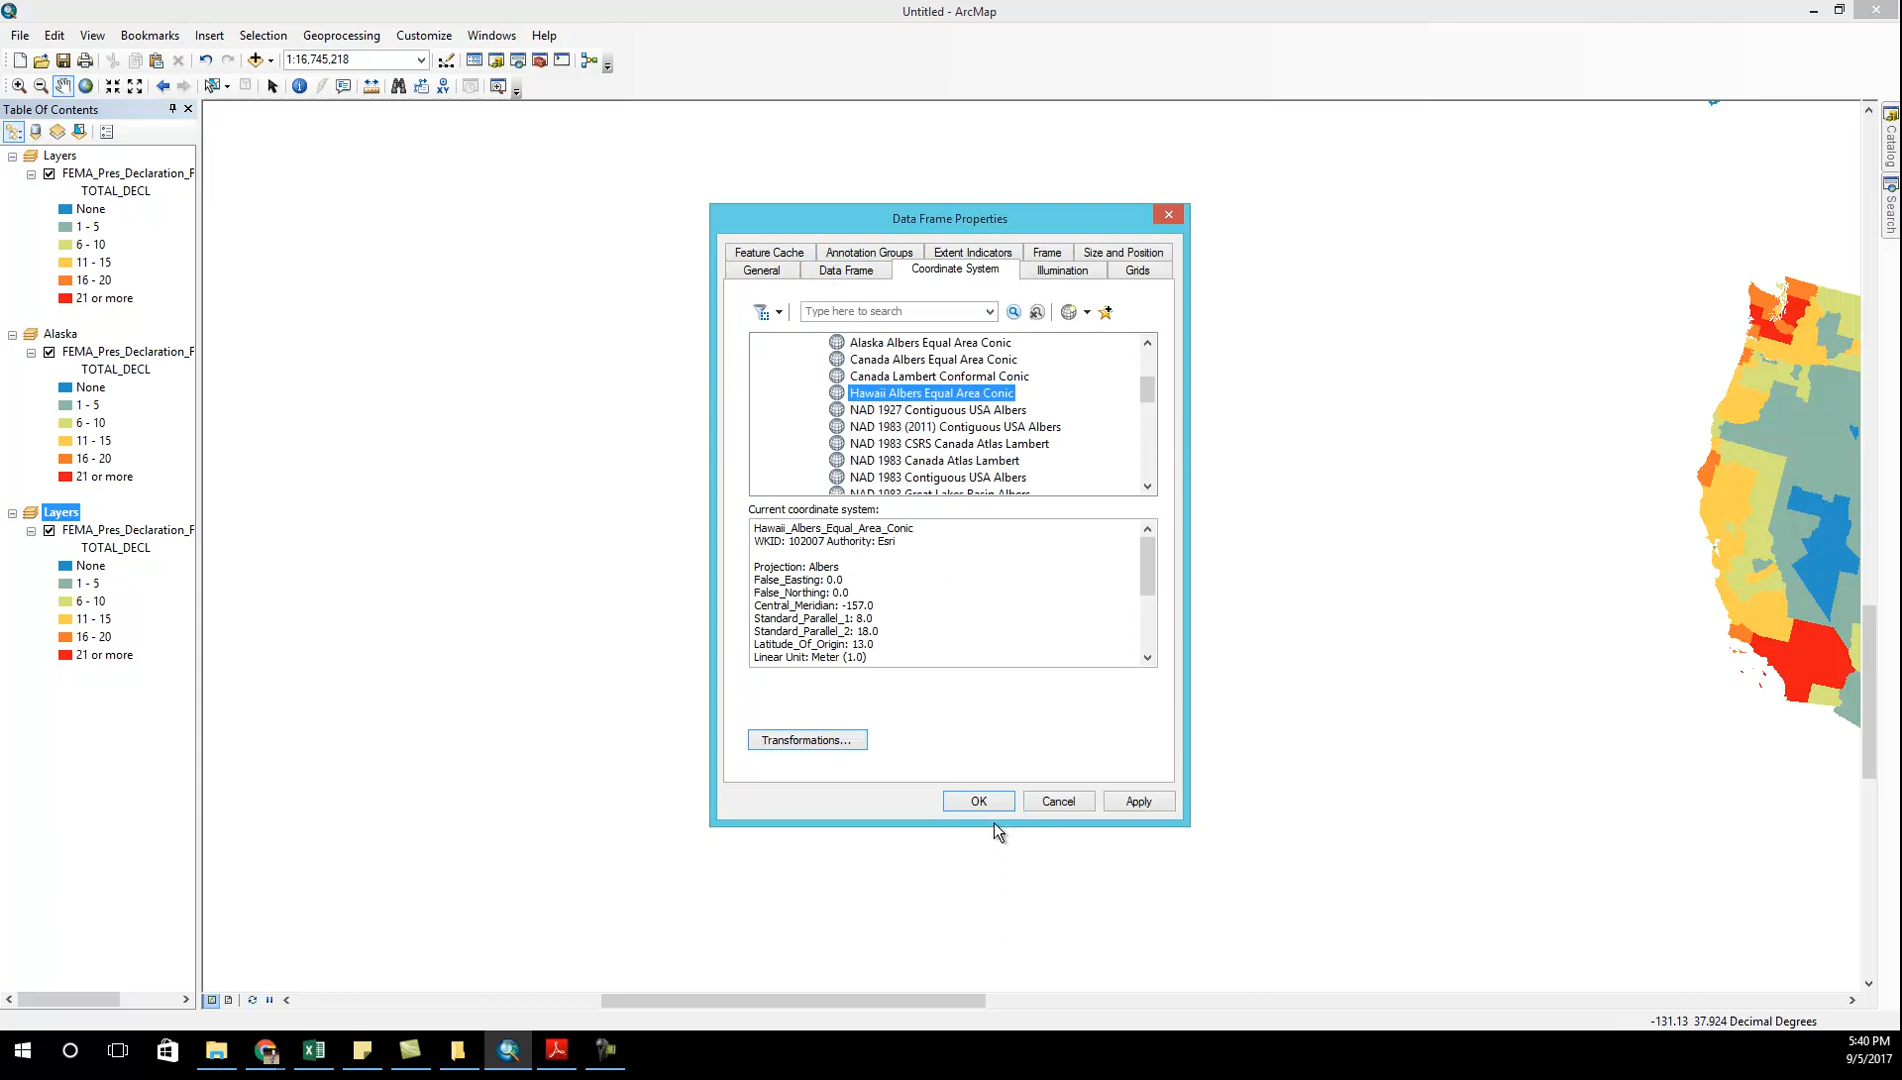 Untitled - ArcMap
File Edit View Bookmarks Insert Selection Geoprocessing Customize Windows Help
1:16,745,218
Table Of Contents
Layers
FEMA_Pres_Declaration_F
TOTAL_DECL
None
1 - 5
6 - 10
11 - 15
16 - 20
21 or more
Alaska
FEMA_Pres_Declaration_F
TOTAL_DECL
None
1 - 5
6 - 10
11 - 15
16 - 20
21 or more
Layers
FEMA_Pres_Declaration_F
TOTAL_DECL
None
1 - 5
6 - 10
11 - 15
16 - 20
21 or more
Data Frame Properties
Feature Cache Annotation Groups Extent Indicators Frame Size and Position
General Data Frame Coordinate System Illumination Grids
Type here to search
Alaska Albers Equal Area Conic
Canada Albers Equal Area Conic
Canada Lambert Conformal Conic
Hawaii Albers Equal Area Conic
NAD 1927 Contiguous USA Albers
NAD 1983 (2011) Contiguous USA Albers
NAD 1983 CSRS Canada Atlas Lambert
NAD 1983 Canada Atlas Lambert
NAD 1983 Contiguous USA Albers
NAD 1983 Great Lakes Basin Albers
Current coordinate system:
Hawaii_Albers_Equal_Area_Conic
WKID: 102007 Authority: Esri
Projection: Albers
False_Easting: 0.0
False_Northing: 0.0
Central_Meridian: -157.0
Standard_Parallel_1: 8.0
Standard_Parallel_2: 18.0
Latitude_Of_Origin: 13.0
Linear Unit: Meter (1.0)
Transformations...
OK Cancel Apply
Catalog
Search
-131.13 37.924 Decimal Degrees
5:40 PM
9/5/2017